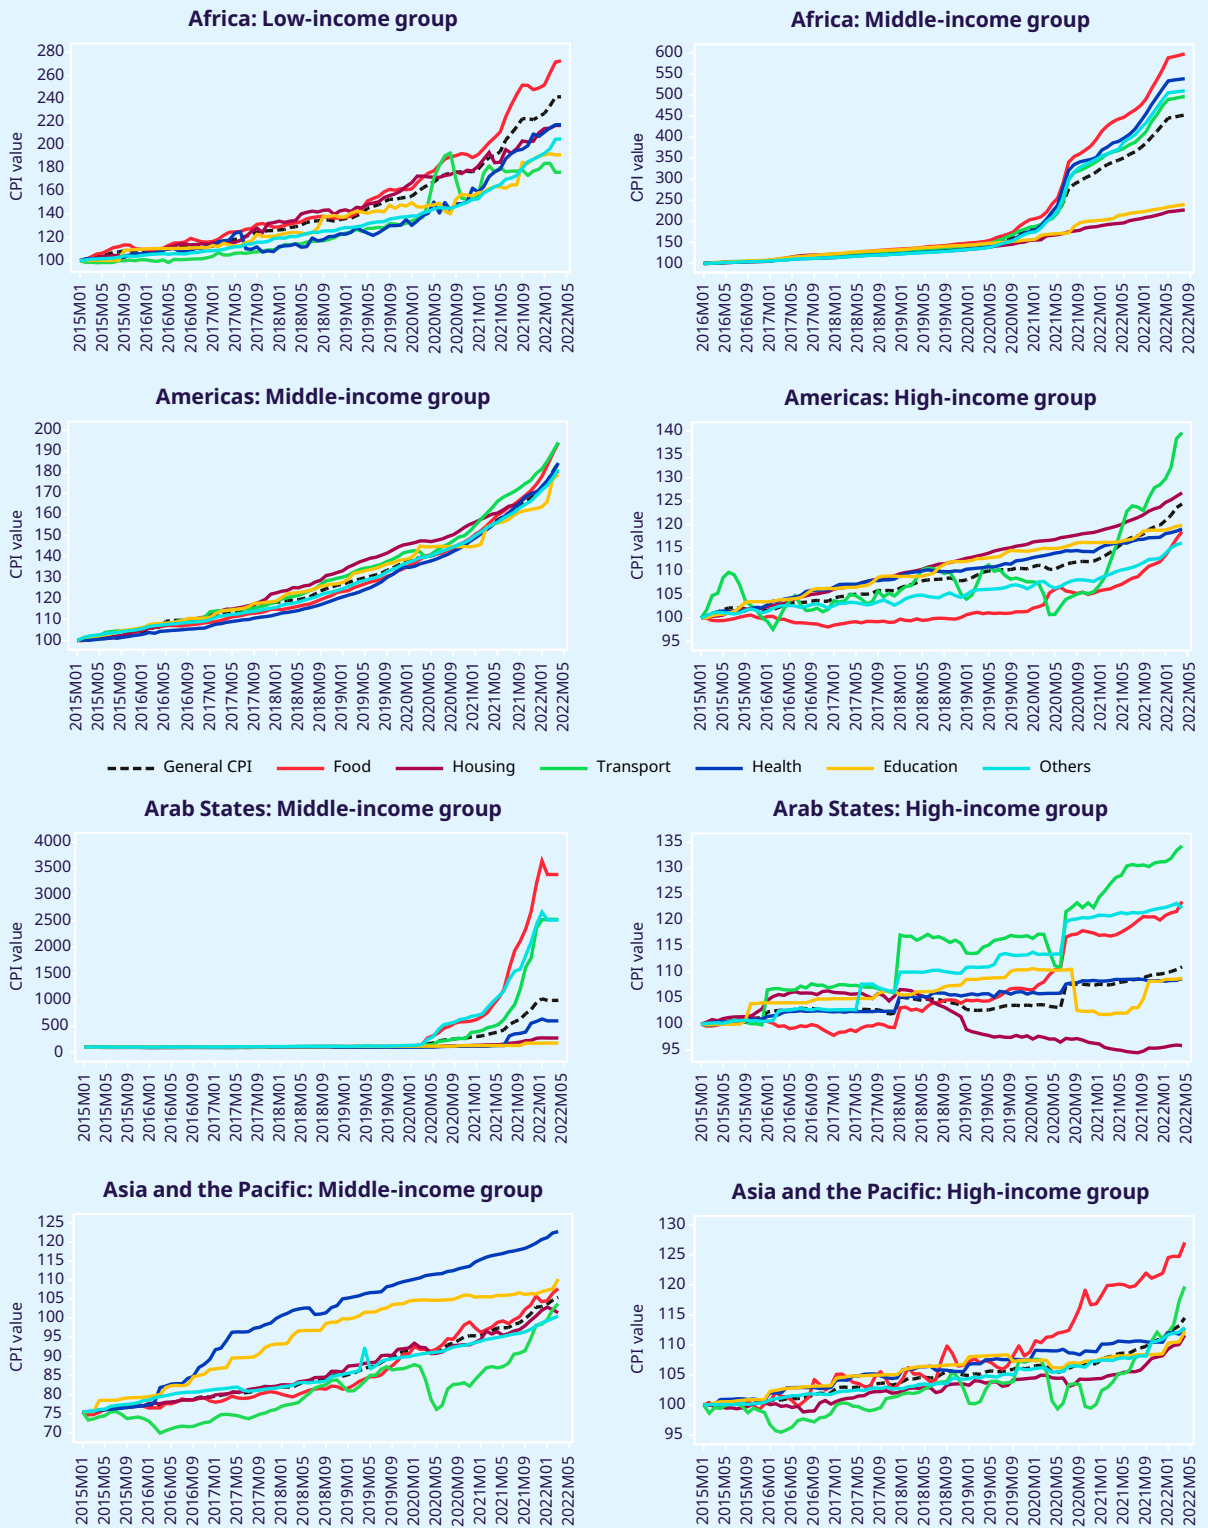 Africa: Low-income group
CPI value
280
260
240
220
200
180
160
140
120
100
2015M01
2015M05
2015M09
2016M01
2016M05
2016M09
2017M01
2017M05
2017M09
2018M01
2018M05
2018M09
2019M01
2019M05
2019M09
2020M01
2020M05
2020M09
2021M01
2021M05
2021M09
2022M01
2022M05
Africa: Middle-income group
CPI value
600
550
500
450
400
350
300
250
200
150
100
2016M01
2016M05
2016M09
2017M01
2017M05
2017M09
2018M01
2018M05
2018M09
2019M01
2019M05
2019M09
2020M01
2020M05
2020M09
2021M01
2021M05
2021M09
2022M01
2022M05
2022M09
Americas: Middle-income group
CPI value
200
190
180
170
160
150
140
130
120
110
100
2015M01
2015M05
2015M09
2016M01
2016M05
2016M09
2017M01
2017M05
2017M09
2018M01
2018M05
2018M09
2019M01
2019M05
2019M09
2020M01
2020M05
2020M09
2021M01
2021M05
2021M09
2022M01
2022M05
Americas: High-income group
CPI value
140
135
130
125
120
115
110
105
100
95
2015M01
2015M05
2015M09
2016M01
2016M05
2016M09
2017M01
2017M05
2017M09
2018M01
2018M05
2018M09
2019M01
2019M05
2019M09
2020M01
2020M05
2020M09
2021M01
2021M05
2021M09
2022M01
2022M05
General CPI Food Housing Transport Health Education Others
Arab States: Middle-income group
CPI value
4000
3500
3000
2500
2000
1500
1000
500
0
2015M01
2015M05
2015M09
2016M01
2016M05
2016M09
2017M01
2017M05
2017M09
2018M01
2018M05
2018M09
2019M01
2019M05
2019M09
2020M01
2020M05
2020M09
2021M01
2021M05
2021M09
2022M01
2022M05
Arab States: High-income group
CPI value
135
130
125
120
115
110
105
100
95
2015M01
2015M05
2015M09
2016M01
2016M05
2016M09
2017M01
2017M05
2017M09
2018M01
2018M05
2018M09
2019M01
2019M05
2019M09
2020M01
2020M05
2020M09
2021M01
2021M05
2021M09
2022M01
2022M05
Asia and the Pacific: Middle-income group
CPI value
125
120
115
110
105
100
95
90
85
80
75
70
2015M01
2015M05
2015M09
2016M01
2016M05
2016M09
2017M01
2017M05
2017M09
2018M01
2018M05
2018M09
2019M01
2019M05
2019M09
2020M01
2020M05
2020M09
2021M01
2021M05
2021M09
2022M01
2022M05
Asia and the Pacific: High-income group
CPI value
130
125
120
115
110
105
100
95
2015M01
2015M05
2015M09
2016M01
2016M05
2016M09
2017M01
2017M05
2017M09
2018M01
2018M05
2018M09
2019M01
2019M05
2019M09
2020M01
2020M05
2020M09
2021M01
2021M05
2021M09
2022M01
2022M05